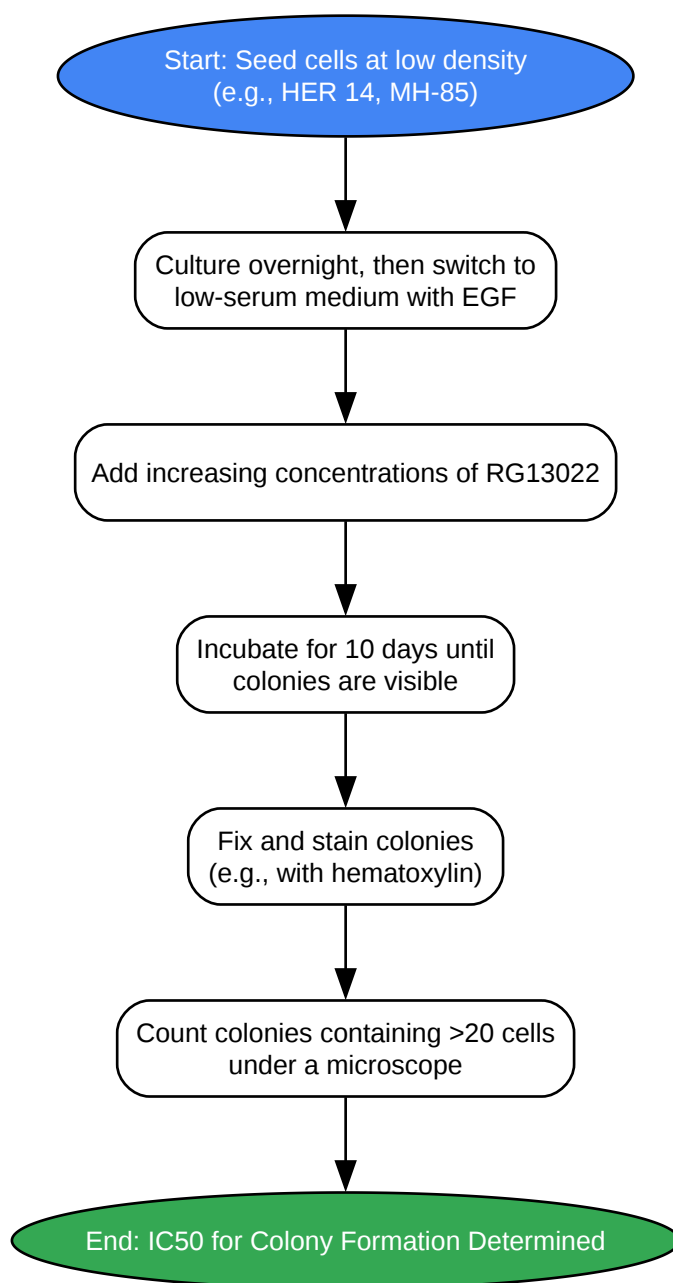 Start: Seed cells at low density
(e.g., HER 14, MH-85)
Culture overnight, then switch to
low-serum medium with EGF
Add increasing concentrations of RG13022
Incubate for 10 days until
colonies are visible
Fix and stain colonies
(e.g., with hematoxylin)
Count colonies containing >20 cells
under a microscope
End: IC50 for Colony Formation Determined